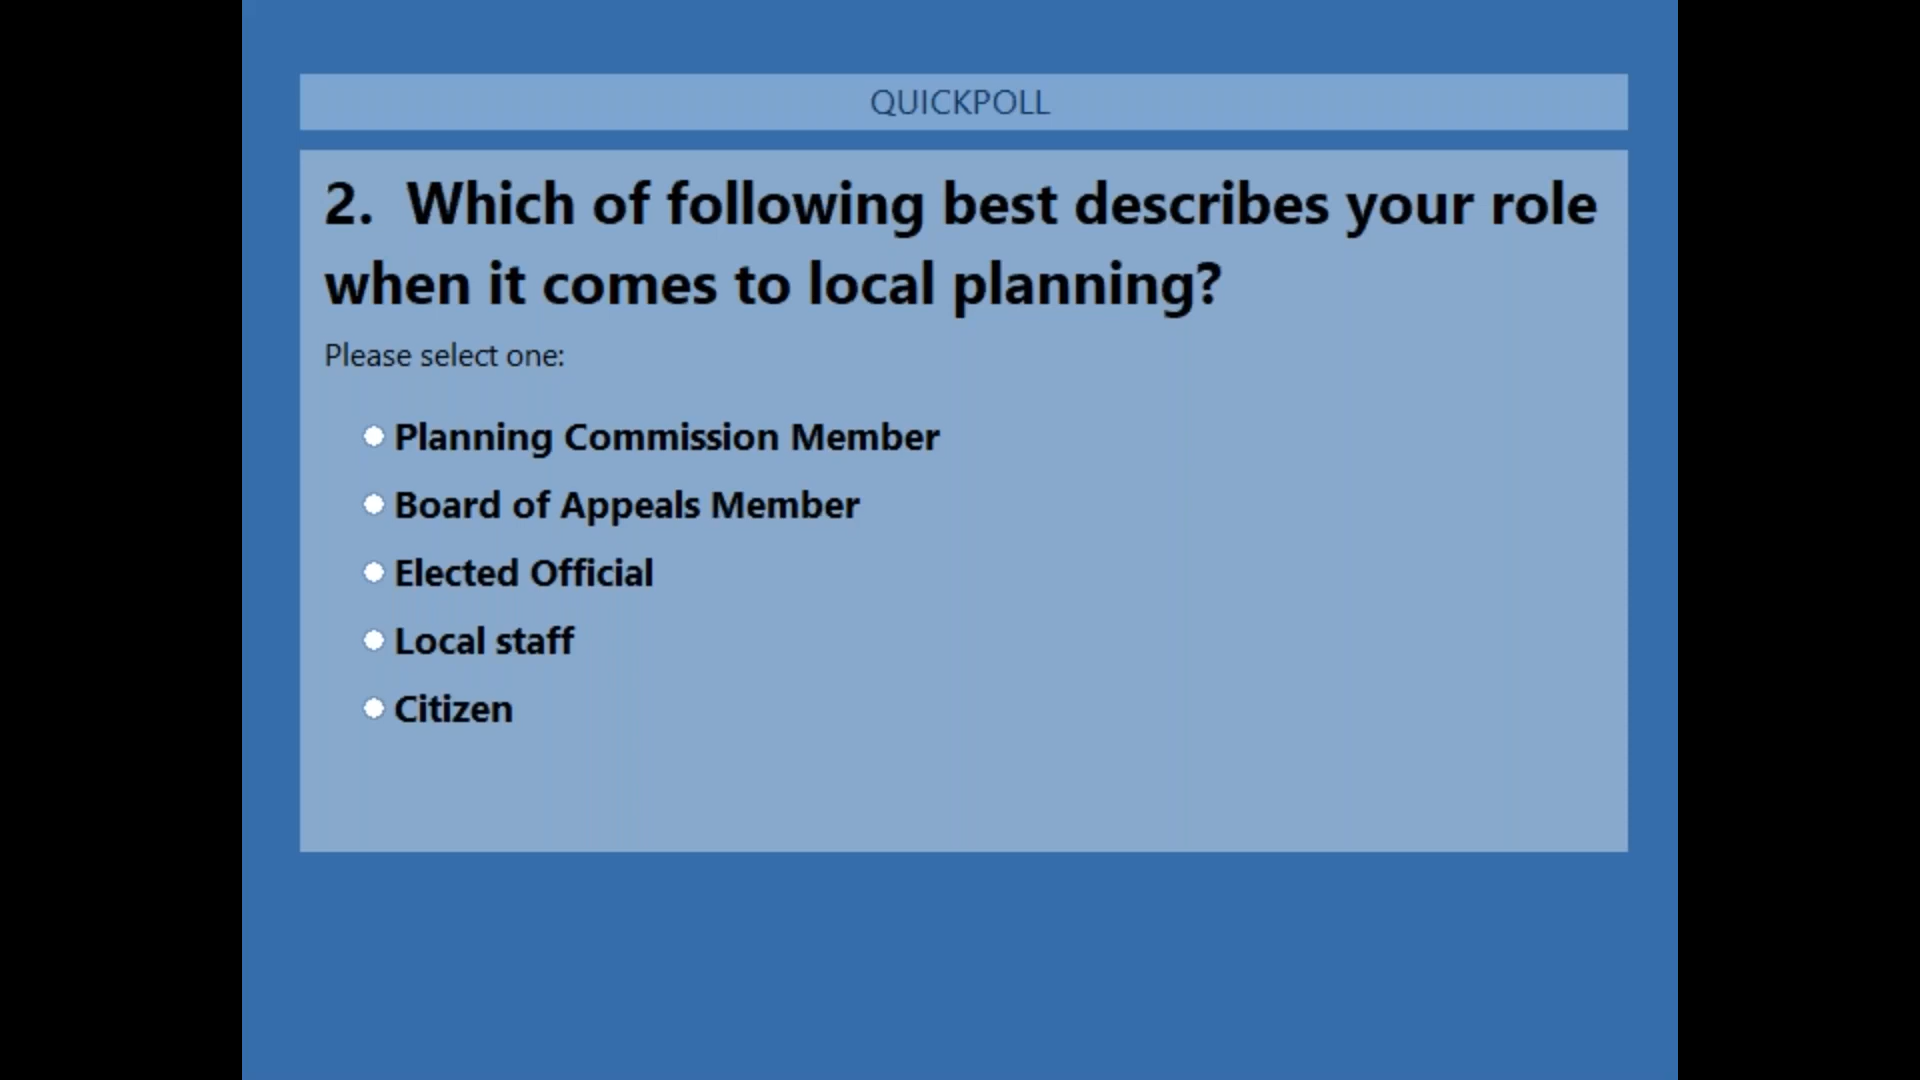 QUICKPOLL
2. Which of following best describes your role
when it comes to local planning?
Please select one:
Planning Commission Member
Board of Appeals Member
Elected Official
Local staff
Citizen